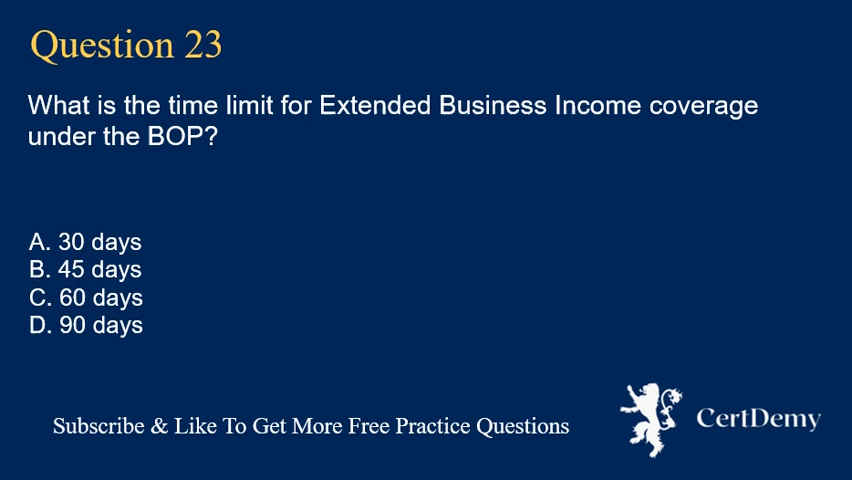 Question 23
What is the time limit for Extended Business Income coverage
under the BOP?
A. 30 days
B. 45 days
C. 60 days
D. 90 days
Subscribe & Like To Get More Free Practice Questions
CertDemy